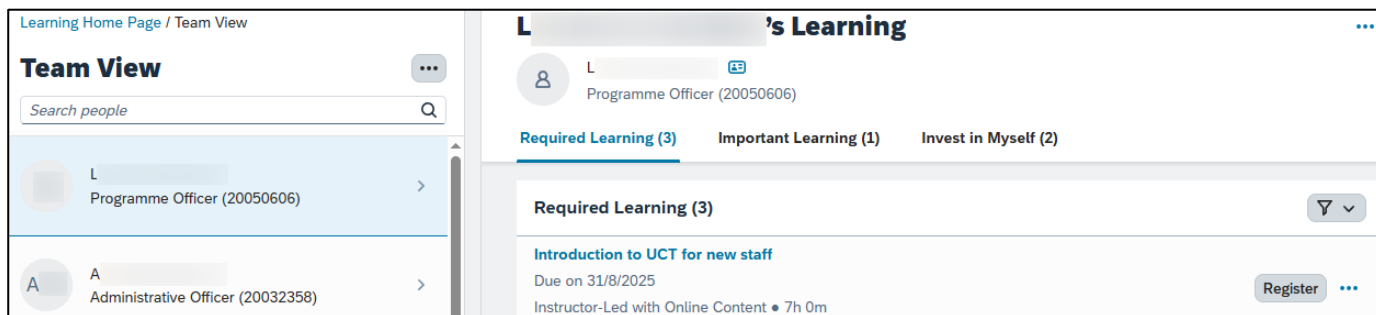 Learning Home Page / Team View
Team View
Search people
L
Programme Officer (20050606)
A
A
Administrative Officer (20032358)
L 's Learning
L
Programme Officer (20050606)
Required Learning (3) Important Learning (1) Invest in Myself (2)
Required Learning (3)
Introduction to UCT for new staff
Due on 31/8/2025
Register
Instructor-Led with Online Content ● 7h 0m